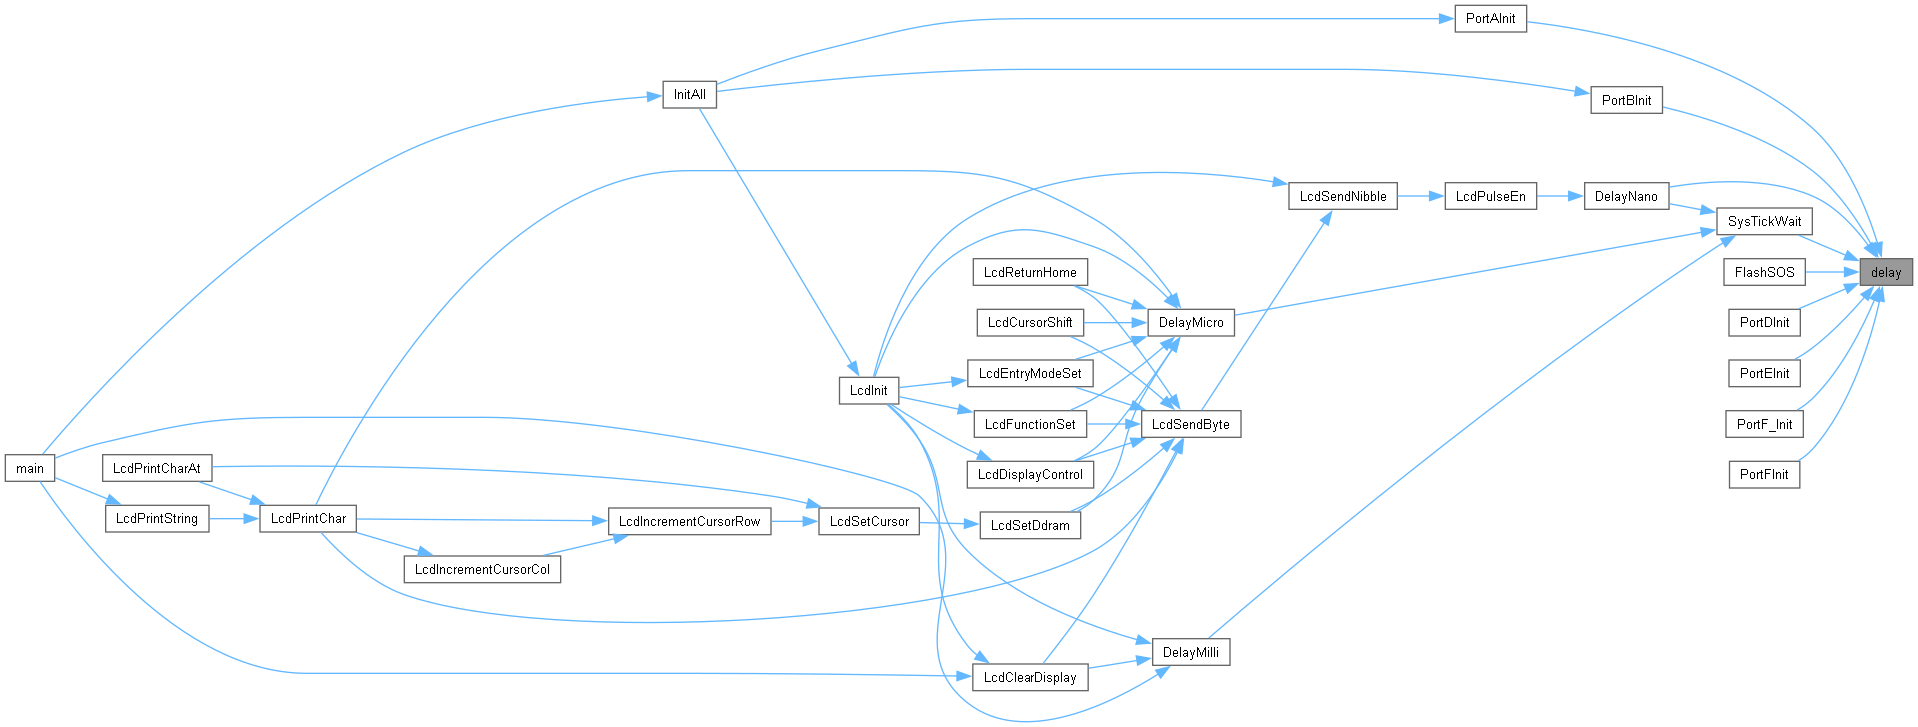 PortAInit
InitAll
PortBInit
LcdSendNibble
LcdPulseEn
DelayNano
SysTickWait
LcdReturnHome
FlashSOS
delay
LcdCursorShift
DelayMicro
PortDInit
LcdEntryModeSet
PortEInit
LcdInit
LcdFunctionSet
LcdSendByte
PortF_Init
main
LcdPrintCharAt
LcdDisplayControl
PortFInit
LcdPrintString
LcdPrintChar
LcdIncrementCursorRow
LcdSetCursor
LcdSetDdram
LcdIncrementCursorCol
DelayMilli
LcdClearDisplay